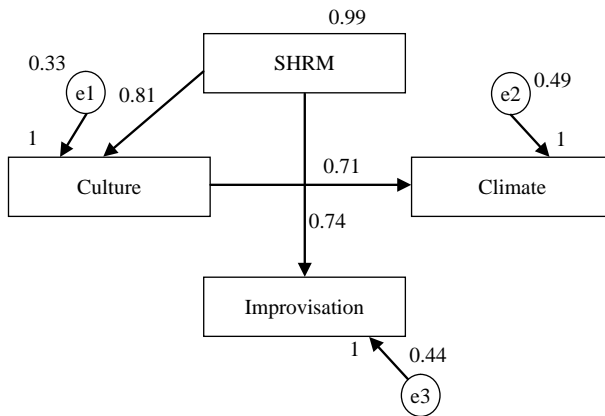 0.99
SHRM
0.33
e1
0.81
e2
0.49
1
1
Culture
0.71
Climate
0.74
Improvisation
1
0.44
e3